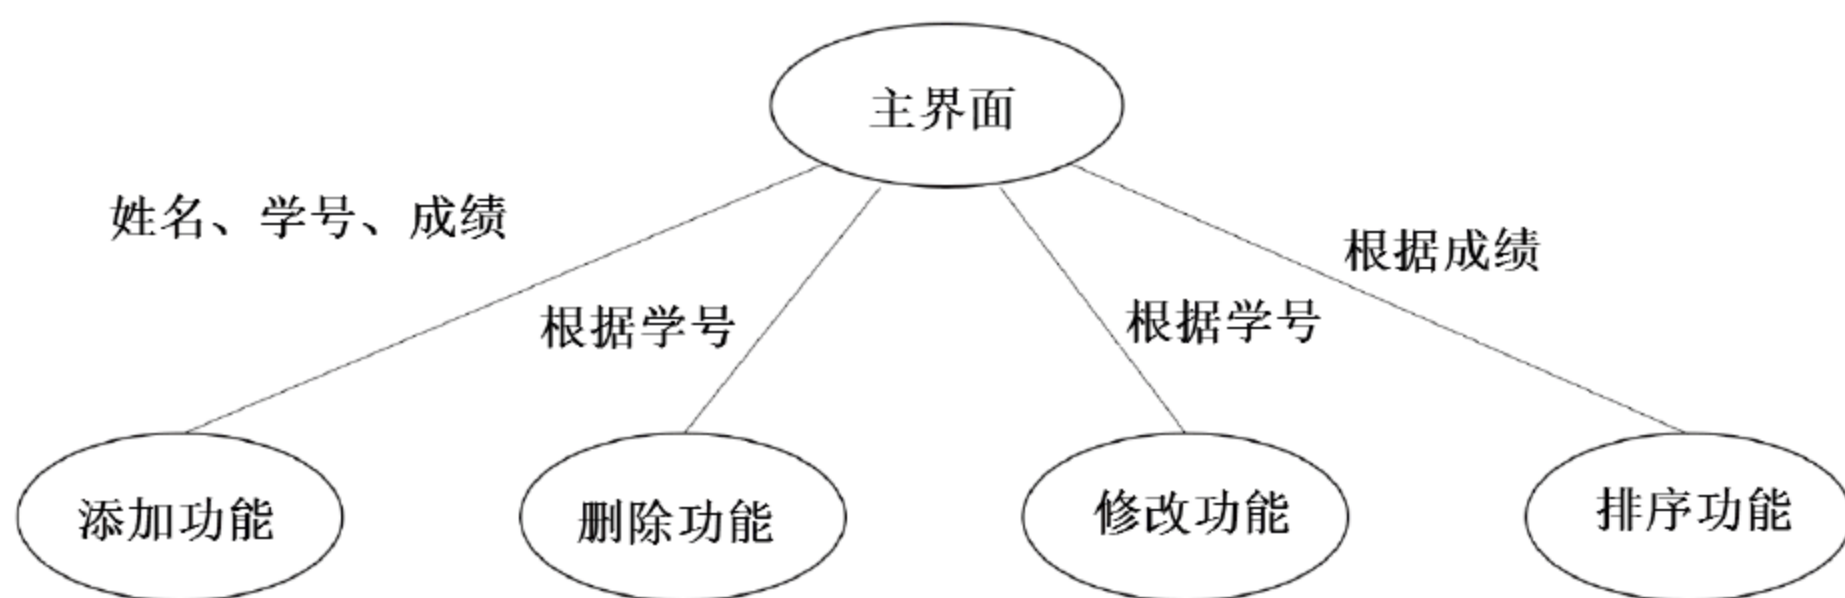 主界面
姓名、学号、成绩
根据成绩
根据学号
根据学号
添加功能
删除功能
修改功能
排序功能